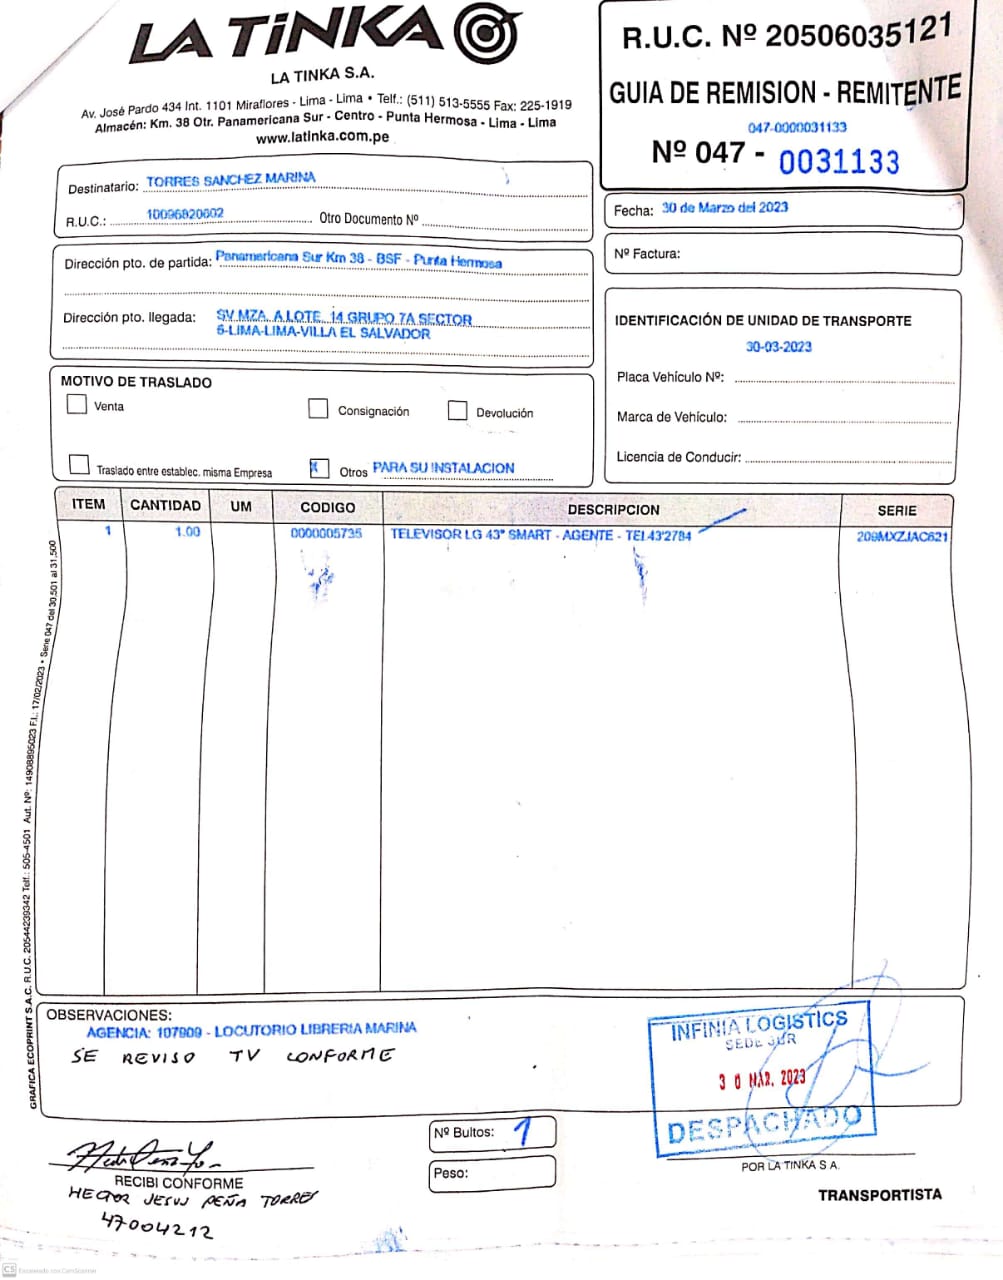 LA TiNKA
LA TINKA S.A.
Av. José Pardo 434 Int. 1101 Miraflores - Lima - Lima • Telf.: (511) 513-5555 Fax: 225-1919
Almacén: Km. 38 Otr. Panamericana Sur - Centro - Punta Hermosa - Lima - Lima
www.latinka.com.pe
R.U.C. Nº 20506035121
GUIA DE REMISION - REMITENTE
047-0000031133
Nº 047 - 0031133
Destinatario: TORRES SANCHEZ MARINA
R.U.C.: 10096820602 Otro Documento Nº
Fecha: 30 de Marzo del 2023
Nº Factura:
Dirección pto. de partida: Panamericana Sur Km 38 - BSF - Punta Hermosa
Dirección pto. llegada: SV MZA. A LOTE. 14 GRUPO 7A SECTOR
6-LIMA-LIMA-VILLA EL SALVADOR
IDENTIFICACIÓN DE UNIDAD DE TRANSPORTE
30-03-2023
Placa Vehículo Nº:
Marca de Vehículo:
Licencia de Conducir:
MOTIVO DE TRASLADO
Venta Consignación Devolución
Traslado entre establec. misma Empresa X Otros PARA SU INSTALACION
ITEM CANTIDAD UM CODIGO DESCRIPCION SERIE
1 1.00 0000005735 TELEVISOR LG 43" SMART - AGENTE - TEL43'2784 209MXZJAC621
GRAFICA ECOPRINT S.A.C. R.U.C. 20544239342 Telf.: 505-4501 Aut. Nº: 14908895023 F.I.: 17/02/2023 • Serie 047 del 30,501 al 31,500
OBSERVACIONES:
AGENCIA: 107909 - LOCUTORIO LIBRERIA MARINA
SE REVISO TV CONFORME
INFINIA LOGISTICS
SEDE SUR
30 MAR. 2023
DESPACHADO
Nº Bultos: 1
Peso:
RECIBI CONFORME
HECTOR JESUS PEÑA TORRES
47004212
POR LA TINKA S.A.
TRANSPORTISTA
CS Escaneado con CamScanner